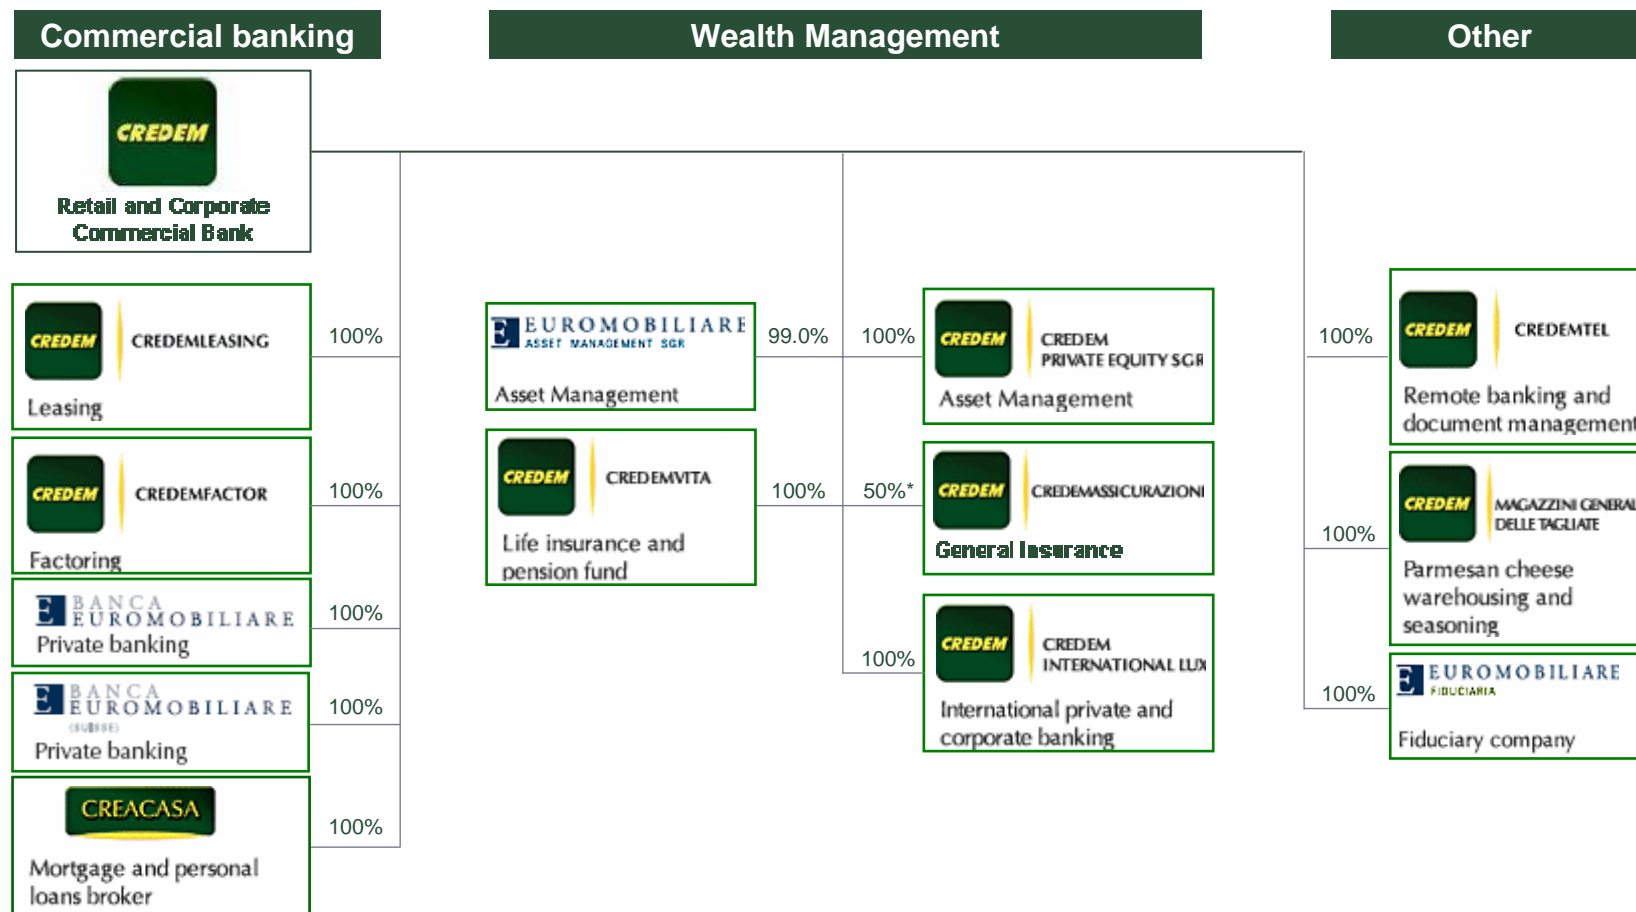 Commercial banking
CREDEM
Retail and Corporate
Commercial Bank
CREDEM
CREDEMLEASING
Leasing
100%
CREDEM
CREDEMFACTOR
Factoring
100%
E BANCA
EUROMOBILIARE
Private banking
100%
E BANCA
EUROMOBILIARE
(SUISSE)
Private banking
100%
CREACASA
Mortgage and personal
loans broker
100%
Wealth Management
E EUROMOBILIARE
ASSET MANAGEMENT SGR
Asset Management
99.0%
CREDEM
CREDEMVITA
Life insurance and
pension fund
100%
100%
CREDEM
CREDEM
PRIVATE EQUITY SGR
Asset Management
50%*
CREDEM
CREDEMASSICURAZIONI
General Insurance
100%
CREDEM
CREDEM
INTERNATIONAL LUX
International private and
corporate banking
Other
100%
CREDEM
CREDEMTEL
Remote banking and
document management
100%
CREDEM
MAGAZZINI GENERAL
DELLE TAGLIATE
Parmesan cheese
warehousing and
seasoning
100%
E EUROMOBILIARE
FIDUCIARIA
Fiduciary company